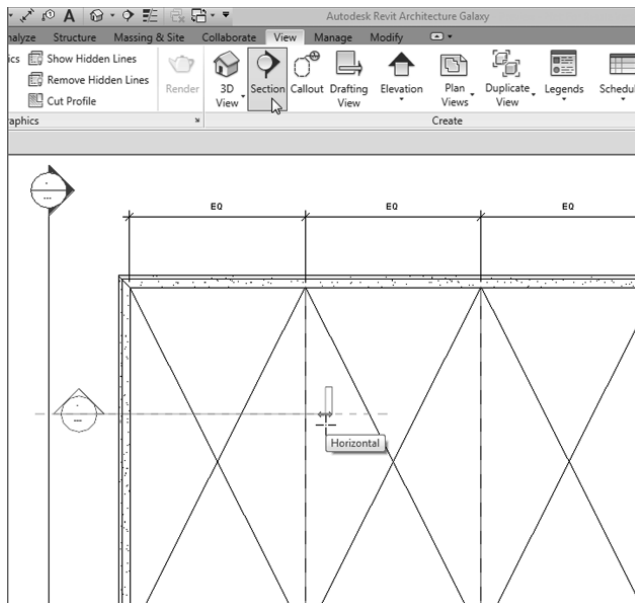 Autodesk Revit Architecture Galaxy
nalyze Structure Massing & Site Collaborate View Manage Modify
ics Show Hidden Lines
Remove Hidden Lines
Cut Profile
Render
3D View
Section
Callout
Drafting View
Elevation
Plan Views
Duplicate View
Legends
Schedu
aphics Create
EQ EQ EQ
Horizontal